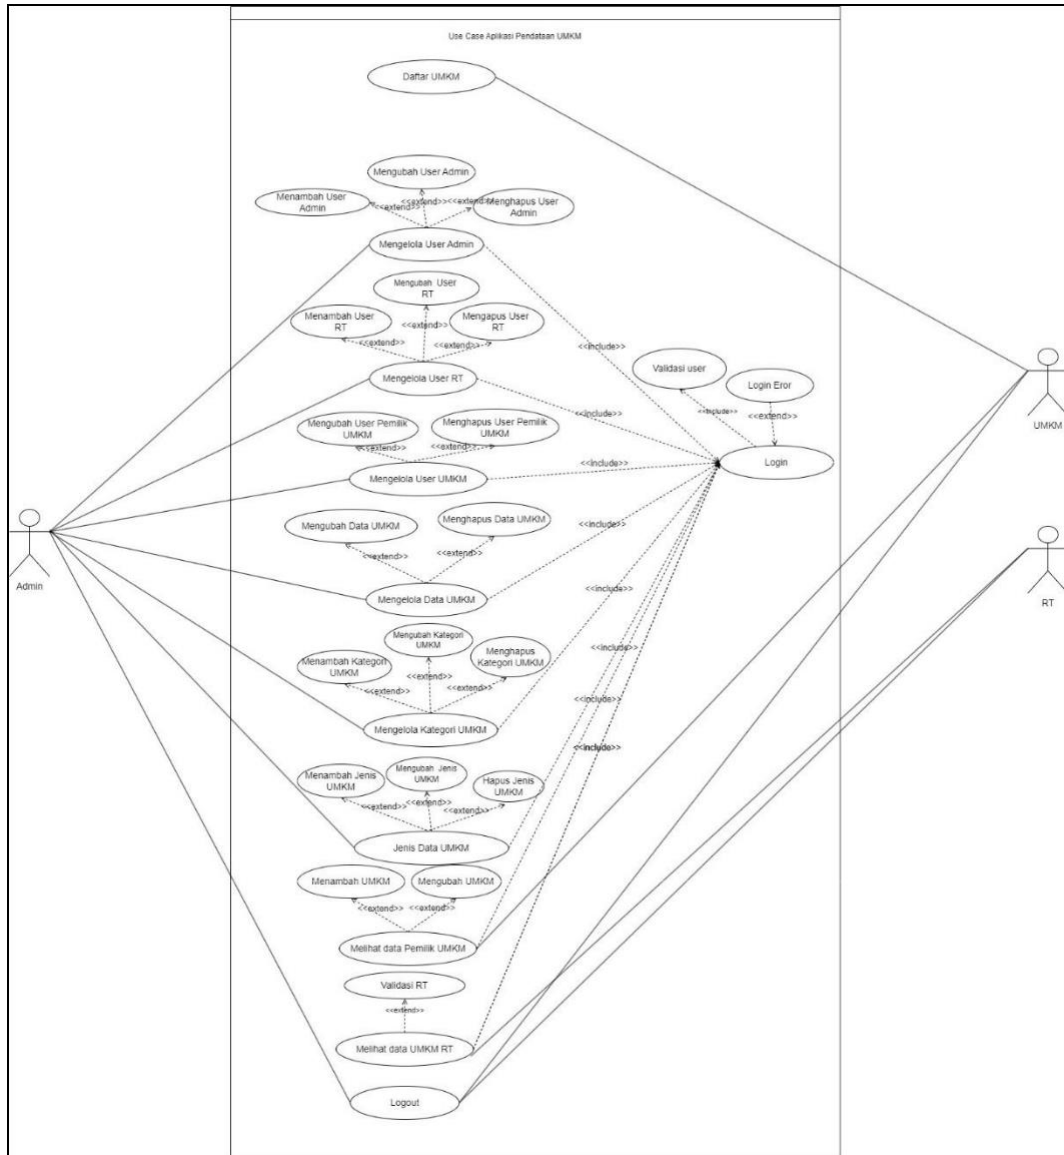 Use Case Aplikasi Pendataan UMKM
Daftar UMKM
Mengubah User Admin
Menambah User
Admin
Menghapus User
Admin
<<extend>>
<<extend>>
<<extend>>
Mengelola User Admin
Mengubah User
RT
Menambah User
RT
Mengapus User
RT
<<extend>>
<<extend>>
<<extend>>
Mengelola User RT
<<include>>
<<include>>
Validasi user
Login Eror
<<include>>
<<extend>>
Login
UMKM
Mengubah User Pemilik
UMKM
Menghapus User Pemilik
UMKM
<<extend>>
<<extend>>
Mengelola User UMKM
<<include>>
Mengubah Data UMKM
Menghapus Data UMKM
<<extend>>
<<extend>>
<<include>>
Mengelola Data UMKM
Admin
RT
Mengubah Kategori
UMKM
Menambah Kategori
UMKM
Menghapus
Kategori UMKM
<<extend>>
<<extend>>
<<extend>>
<<include>>
Mengelola Kategori UMKM
<<include>>
Mengubah Jenis
UMKM
Menambah Jenis
UMKM
Hapus Jenis
UMKM
<<extend>>
<<extend>>
<<extend>>
<<include>>
Jenis Data UMKM
<<include>>
Menambah UMKM
Mengubah UMKM
<<extend>>
<<extend>>
Melihat data Pemilik UMKM
Validasi RT
<<extend>>
Melihat data UMKM RT
Logout